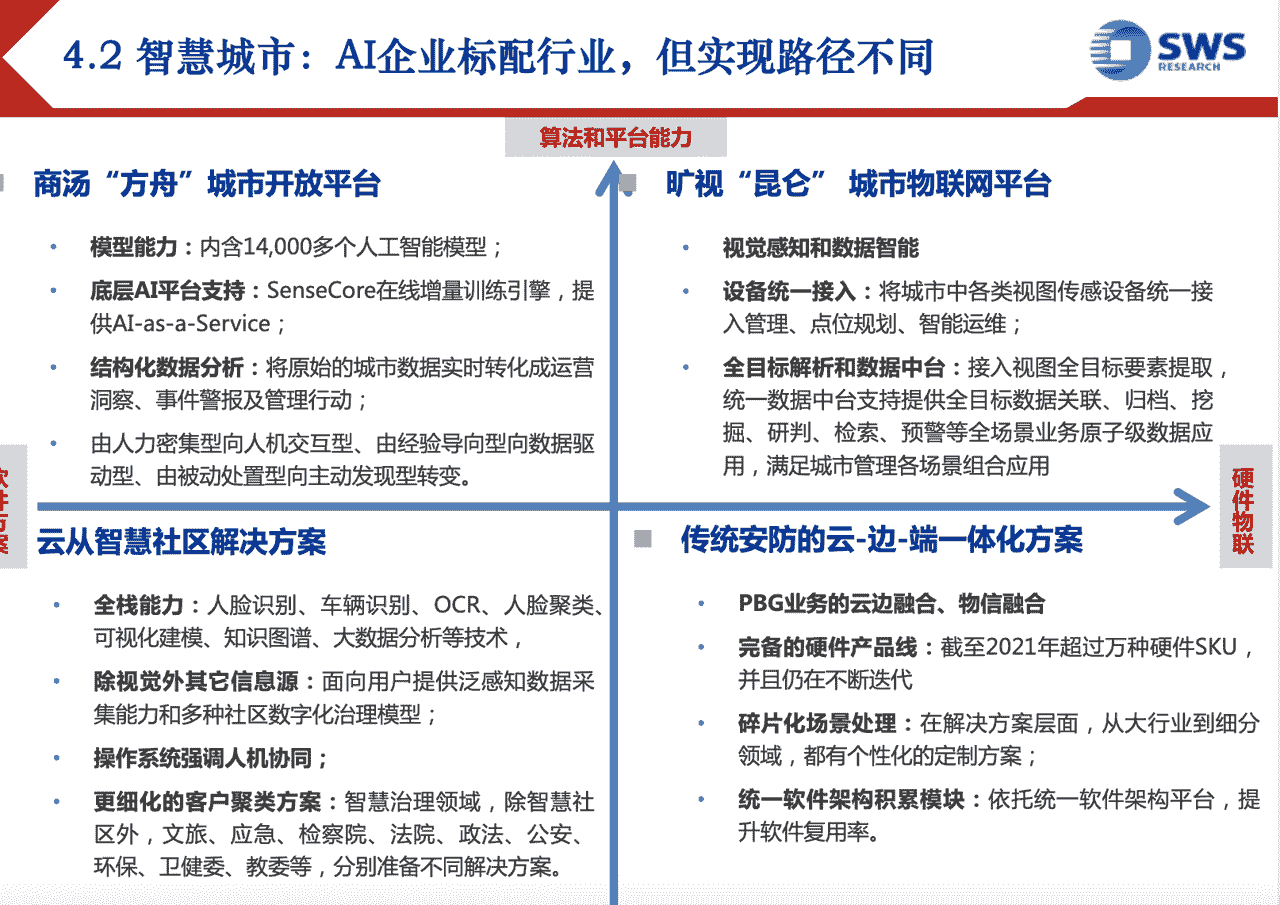 4.2 智慧城市：AI企业标配行业，但实现路径不同
SWS
RESEARCH
算法和平台能力
商汤“方舟”城市开放平台
• 模型能力：内含14,000多个人工智能模型；
• 底层AI平台支持：SenseCore在线增量训练引擎，提
供AI-as-a-Service；
• 结构化数据分析：将原始的城市数据实时转化成运营
洞察、事件警报及管理行动；
• 由人力密集型向人机交互型、由经验导向型向数据驱
动型、由被动处置型向主动发现型转变。
旷视“昆仑” 城市物联网平台
• 视觉感知和数据智能
• 设备统一接入：将城市中各类视图传感设备统一接
入管理、点位规划、智能运维；
• 全目标解析和数据中台：接入视图全目标要素提取，
统一数据中台支持提供全目标数据关联、归档、挖
掘、研判、检索、预警等全场景业务原子级数据应
用，满足城市管理各场景组合应用
软件方案
硬件物联
云从智慧社区解决方案
• 全栈能力：人脸识别、车辆识别、OCR、人脸聚类、
可视化建模、知识图谱、大数据分析等技术，
• 除视觉外其它信息源：面向用户提供泛感知数据采
集能力和多种社区数字化治理模型；
• 操作系统强调人机协同；
• 更细化的客户聚类方案：智慧治理领域，除智慧社
区外，文旅、应急、检察院、法院、政法、公安、
环保、卫健委、教委等，分别准备不同解决方案。
传统安防的云-边-端一体化方案
• PBG业务的云边融合、物信融合
• 完备的硬件产品线：截至2021年超过万种硬件SKU，
并且仍在不断迭代
• 碎片化场景处理：在解决方案层面，从大行业到细分
领域，都有个性化的定制方案；
• 统一软件架构积累模块：依托统一软件架构平台，提
升软件复用率。